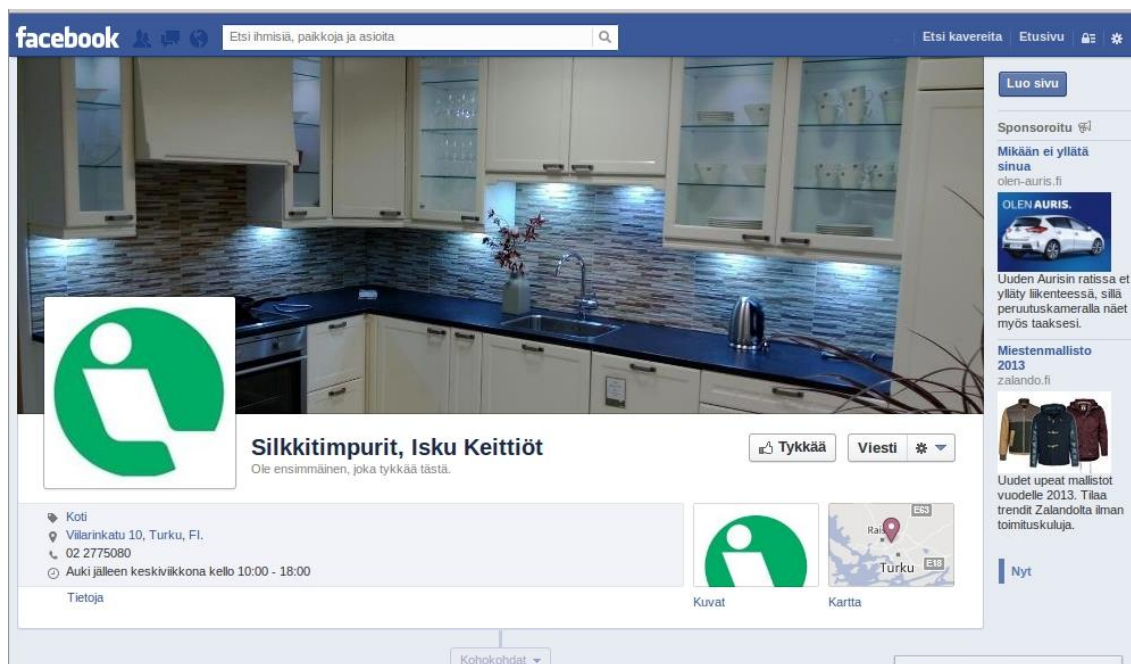 facebook
Etsi ihmisiä, paikkoja ja asioita
Etsi kavereita
Etusivu
Luo sivu
Sponsoroitu
Mikään ei yllätä
sinua
olen-auris.fi
OLEN AURIS.
Uuden Aurisin ratissa et
ylläty liikenteessä, sillä
peruutuskameralla näet
myös taaksesi.
Miestenmallisto
2013
zalando.fi
Uudet upeat mallistot
vuodelle 2013. Tilaa
trendit Zalandolta ilman
toimituskuluja.
Nyt
Silkkitimpurit, Isku Keittiöt
Ole ensimmäinen, joka tykkää tästä.
Tykkää
Viesti
Koti
Viilarinkatu 10, Turku, FI.
02 2775080
Auki jälleen keskiviikkona kello 10:00 - 18:00
Tietoja
E63
Rais
Turku
E18
Kuvat
Kartta
Kohokohdat